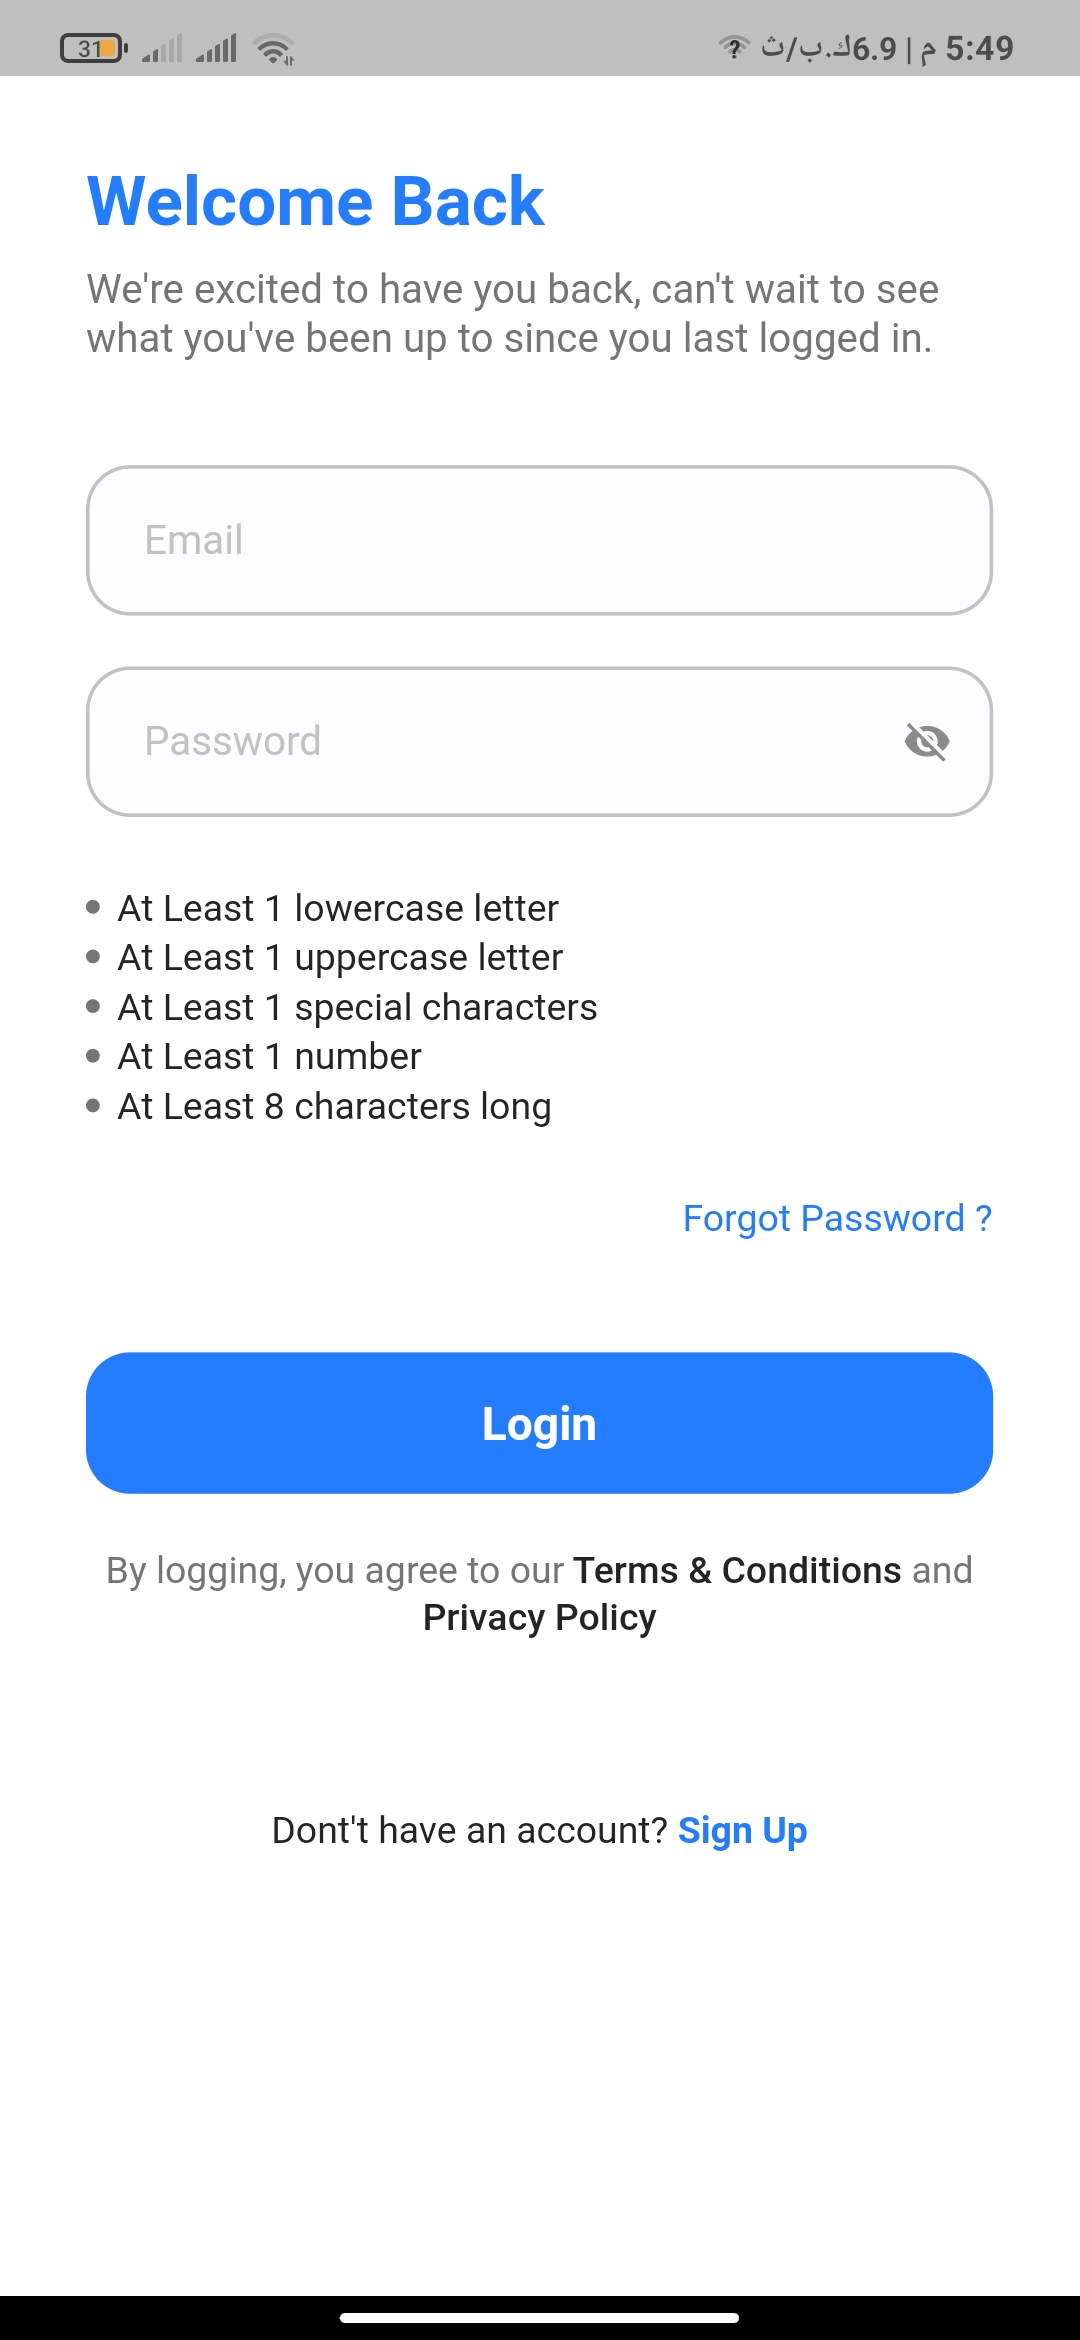 31 ? 6.9ك.ب/ث | 5:49 م
Welcome Back
We're excited to have you back, can't wait to see
what you've been up to since you last logged in.
Email
Password
At Least 1 lowercase letter
At Least 1 uppercase letter
At Least 1 special characters
At Least 1 number
At Least 8 characters long
Forgot Password ?
Login
By logging, you agree to our Terms & Conditions and
Privacy Policy
Dont't have an account? Sign Up